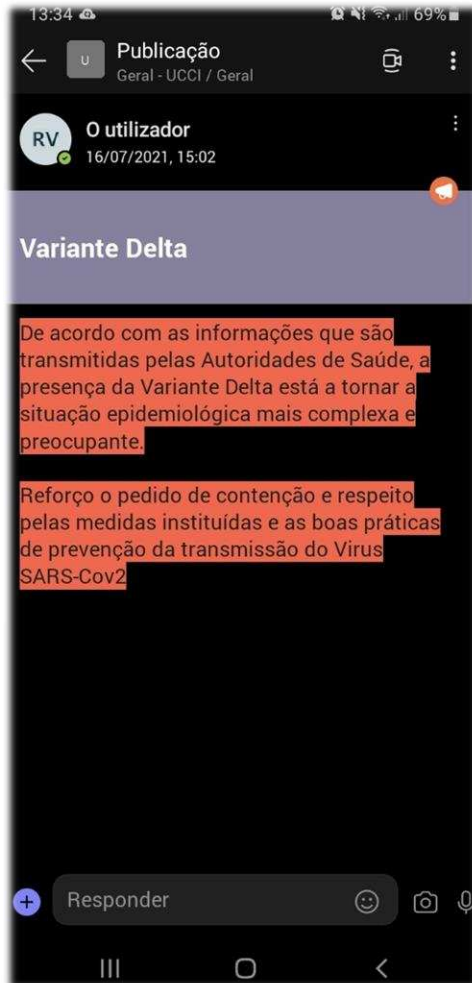 13:34
69%
U
Publicação
Geral - UCCI / Geral
RV
O utilizador
16/07/2021, 15:02
Variante Delta
De acordo com as informações que são
transmitidas pelas Autoridades de Saúde, a
presença da Variante Delta está a tornar a
situação epidemiológica mais complexa e
preocupante.
Reforço o pedido de contenção e respeito
pelas medidas instituídas e as boas práticas
de prevenção da transmissão do Virus
SARS-Cov2
Responder